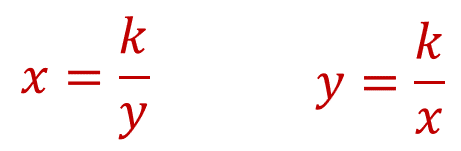 x = k/y
y = k/x